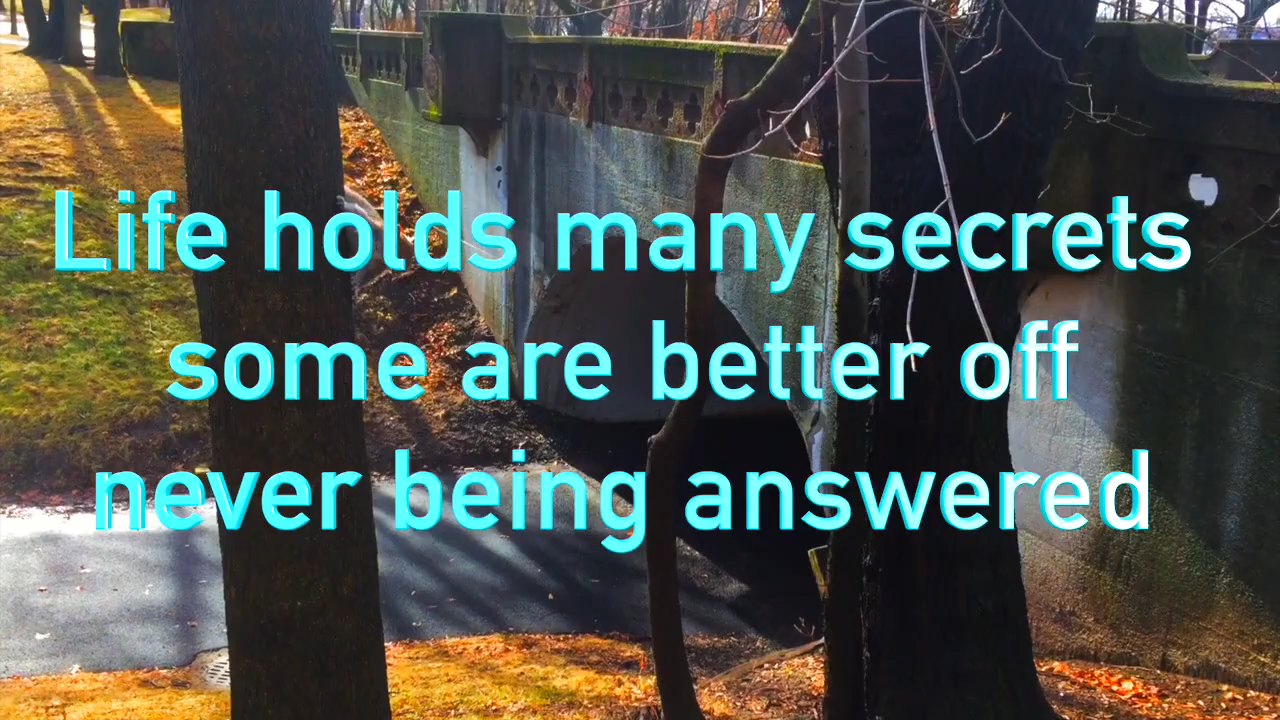 Life holds many secrets
some are better off
never being answered